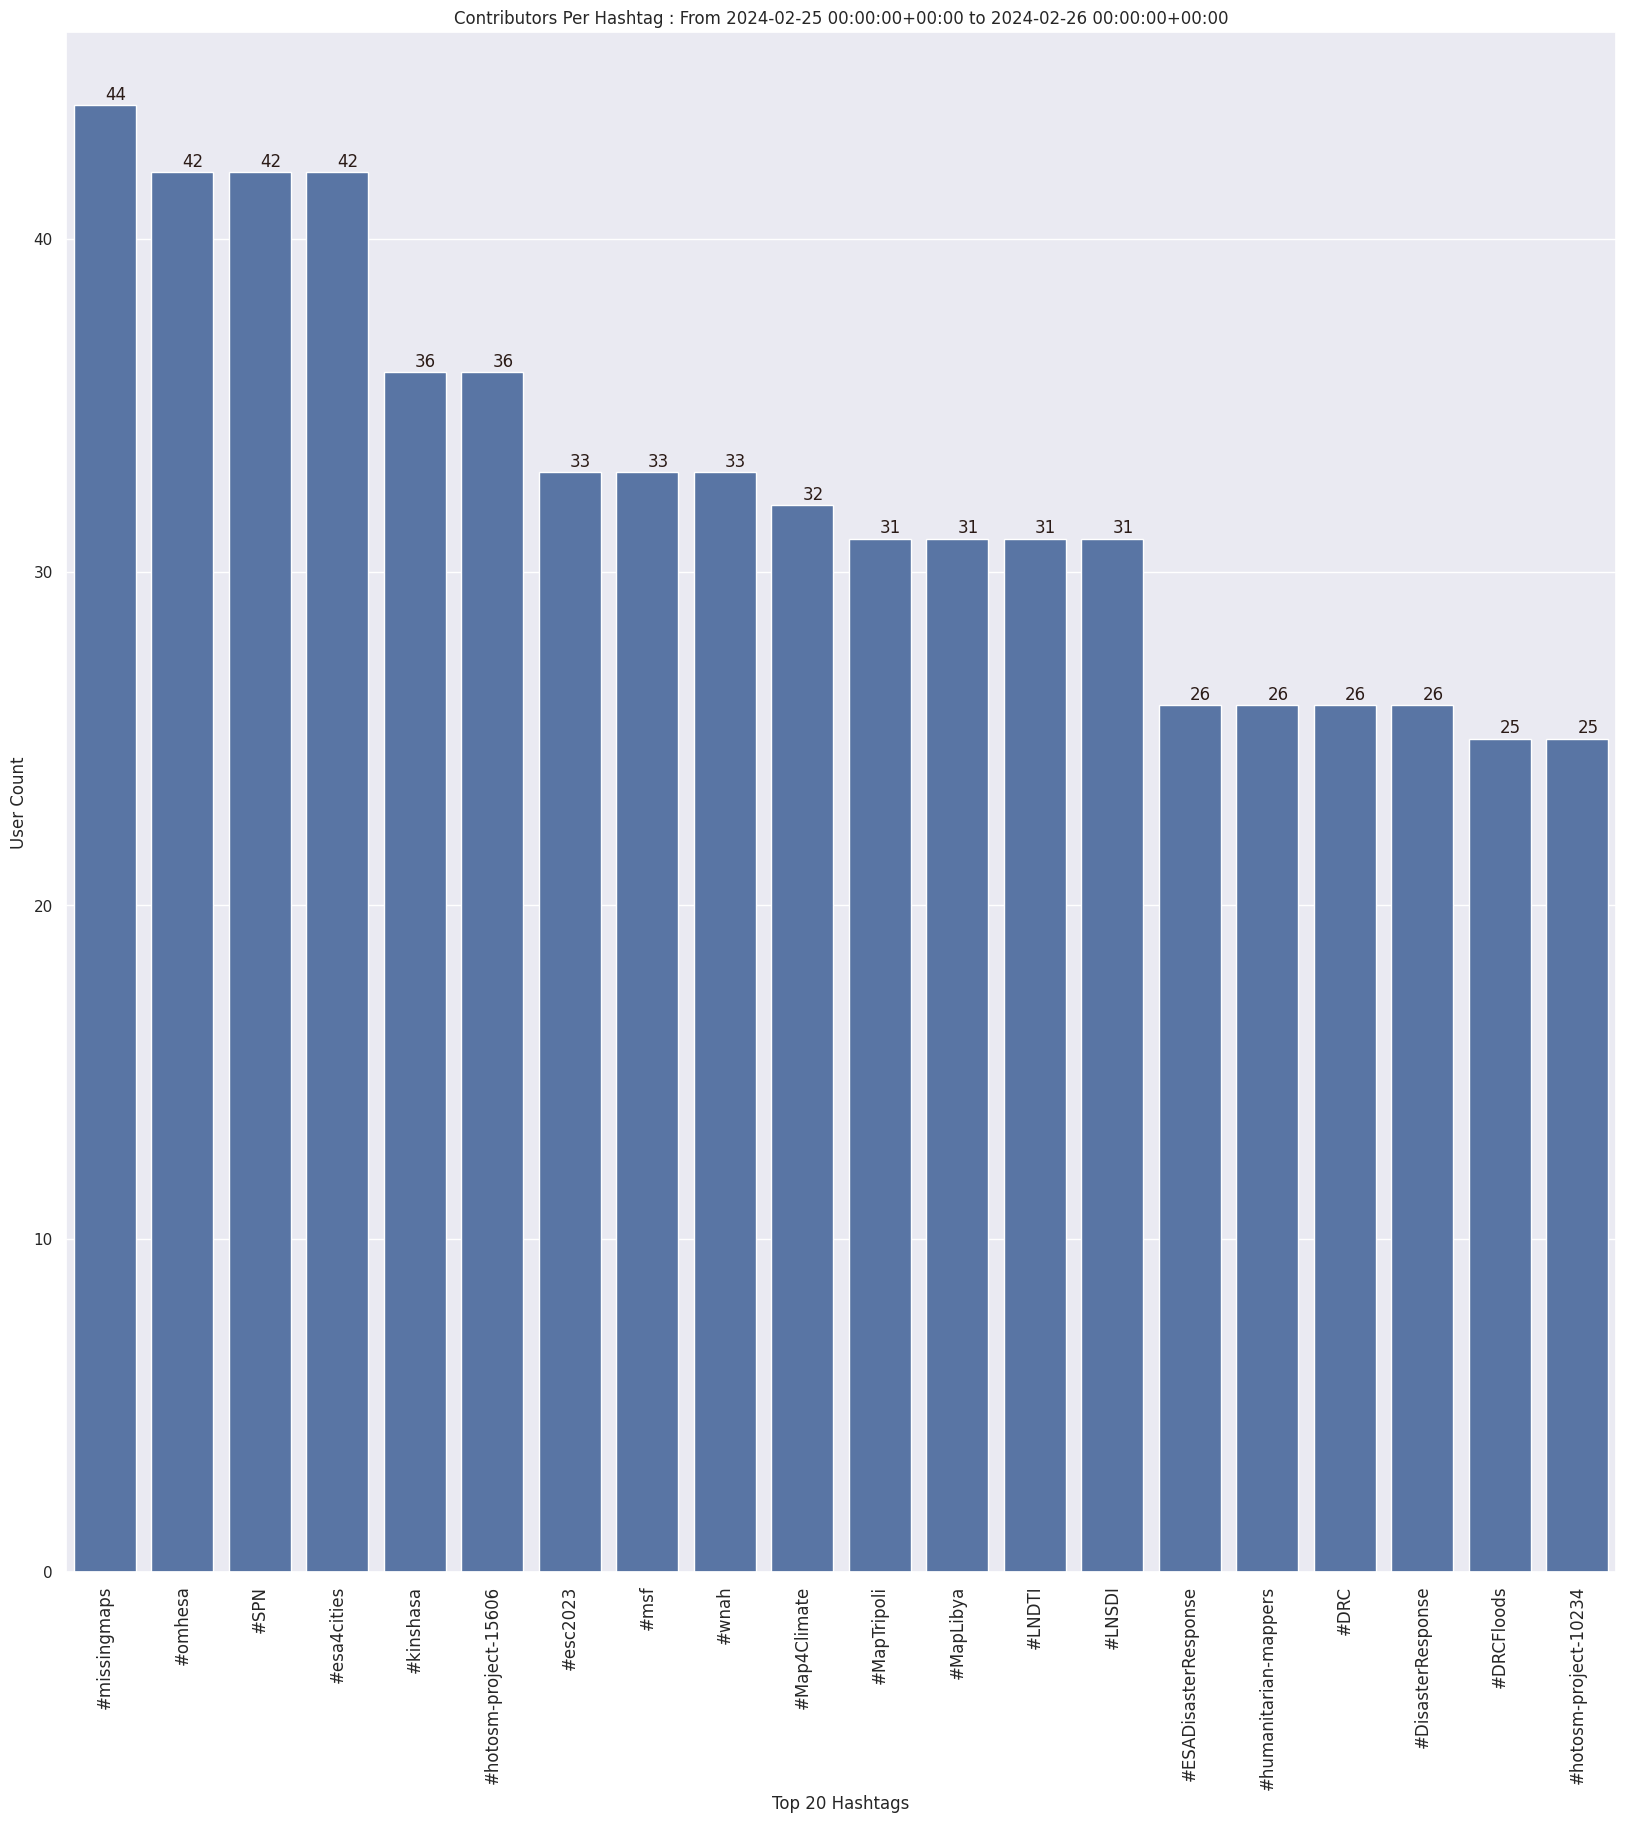 Contributors Per Hashtag : From 2024-02-25 00:00:00+00:00 to 2024-02-26 00:00:00+00:00
44
42
42
42
36
36
33
33
33
32
31
31
31
31
26
26
26
26
25
25
User Count
40
30
20
10
0
#missingmaps
#omhesa
#SPN
#esa4cities
#kinshasa
#hotosm-project-15606
#esc2023
#msf
#wnah
#Map4Climate
#MapTripoli
#MapLibya
#LNDTI
#LNSDI
#ESADisasterResponse
#humanitarian-mappers
#DRC
#DisasterResponse
#DRCFloods
#hotosm-project-10234
Top 20 Hashtags